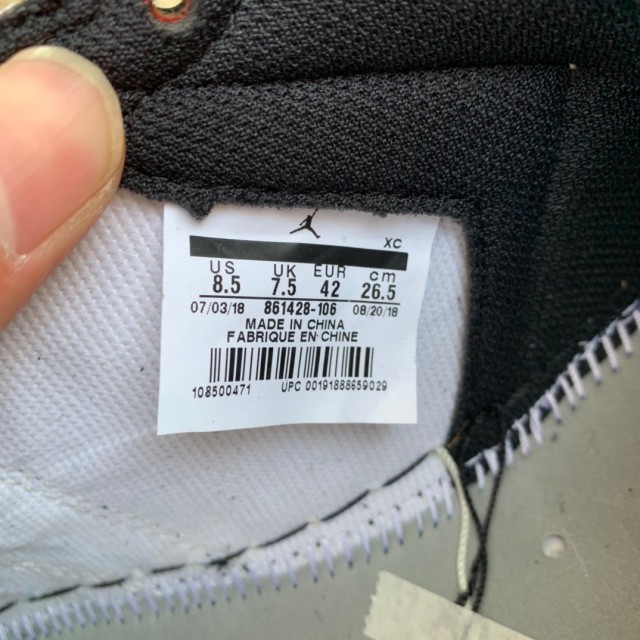 XC
US UK EUR cm
8.5 7.5 42 26.5
07/03/18 861428-106 08/20/18
MADE IN CHINA
FABRIQUE EN CHINE
108500471 UPC 00191888659029